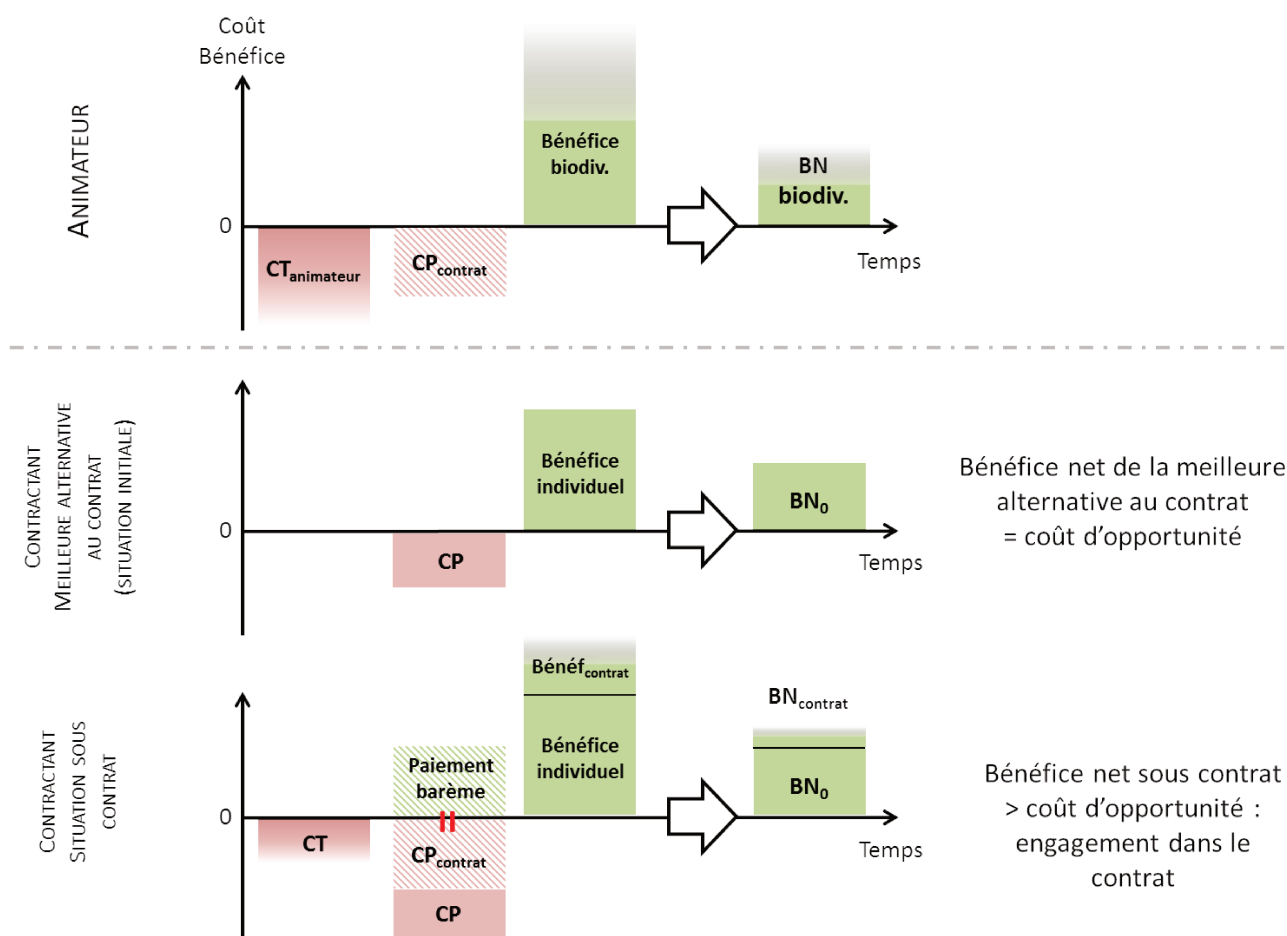 Coût
Bénéfice
ANIMATEUR
Bénéfice
biodiv.
BN
biodiv.
0
CTanimateur
CPcontrat
Temps
CONTRACTANT
MEILLEURE ALTERNATIVE
AU CONTRAT
(SITUATION INITIALE)
Bénéfice
individuel
BN0
0
CP
Temps
Bénéfice net de la meilleure
alternative au contrat
= coût d’opportunité
CONTRACTANT
SITUATION SOUS
CONTRAT
Bénéfcontrat
BNcontrat
Paiement
barème
Bénéfice
individuel
BN0
0
CT
CPcontrat
CP
Temps
Bénéfice net sous contrat
> coût d’opportunité :
engagement dans le
contrat